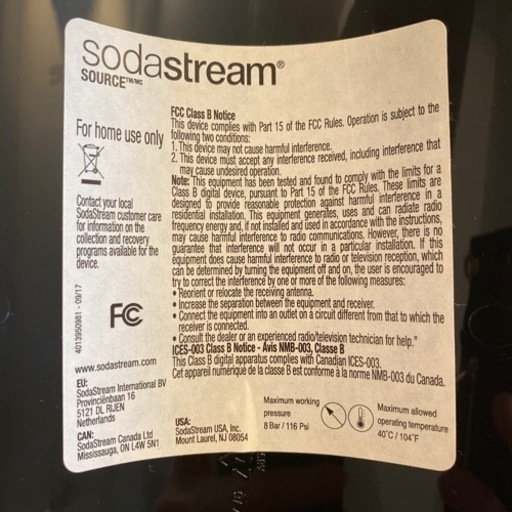 sodastream®
SOURCE™/MC
For home use only
Contact your local
SodaStream customer care
for information on the
collection and recovery
programs available for the
device.
4013950981 - 09/17
FC
www.sodastream.com
EU:
SodaStream International BV
Provinciënbaan 16
5121 DL RIJEN
Netherlands
CAN:
SodaStream Canada Ltd
Mississauga, ON L4W 5N1
FCC Class B Notice
This device complies with Part 15 of the FCC Rules. Operation is subject to the
following two conditions:
1. This device may not cause harmful interference.
2. This device must accept any interference received, including interference that
may cause undesired operation.
Note: This equipment has been tested and found to comply with the limits for a
Class B digital device, pursuant to Part 15 of the FCC Rules. These limits are
designed to provide reasonable protection against harmful interference in a
residential installation. This equipment generates, uses and can radiate radio
frequency energy and, if not installed and used in accordance with the instructions,
may cause harmful interference to radio communications. However, there is no
guarantee that interference will not occur in a particular installation. If this
equipment does cause harmful interference to radio or television reception, which
can be determined by turning the equipment off and on, the user is encouraged to
try to correct the interference by one or more of the following measures:
• Reorient or relocate the receiving antenna.
• Increase the separation between the equipment and receiver.
• Connect the equipment into an outlet on a circuit different from that to which the
receiver is connected.
• Consult the dealer or an experienced radio/television technician for help."
ICES-003 Class B Notice - Avis NMB-003, Classe B
This Class B digital apparatus complies with Canadian ICES-003.
Cet appareil numérique de la classe B est conforme à la norme NMB-003 du Canada.
USA:
SodaStream USA, Inc.
Mount Laurel, NJ 08054
Maximum working
pressure
8 Bar / 116 Psi
Maximum allowed
operating temperature
40°C / 104°F